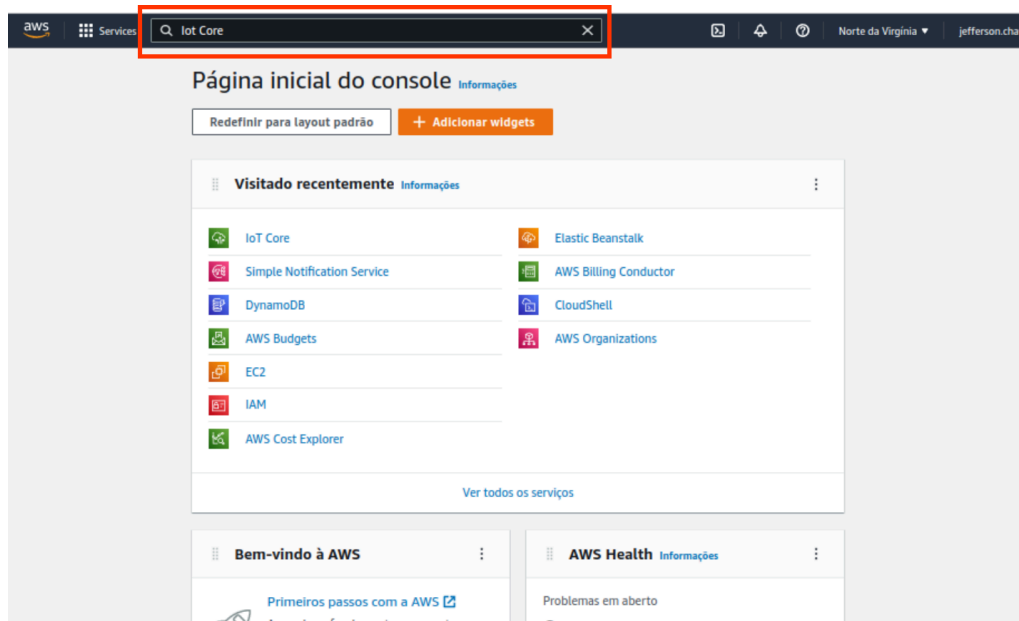 aws Services Iot Core Norte da Virgínia jefferson.cha
Página inicial do console Informações
Redefinir para layout padrão + Adicionar widgets
Visitado recentemente Informações
IoT Core
Simple Notification Service
DynamoDB
AWS Budgets
EC2
IAM
AWS Cost Explorer
Elastic Beanstalk
AWS Billing Conductor
CloudShell
AWS Organizations
Ver todos os serviços
Bem-vindo à AWS
Primeiros passos com a AWS
AWS Health Informações
Problemas em aberto